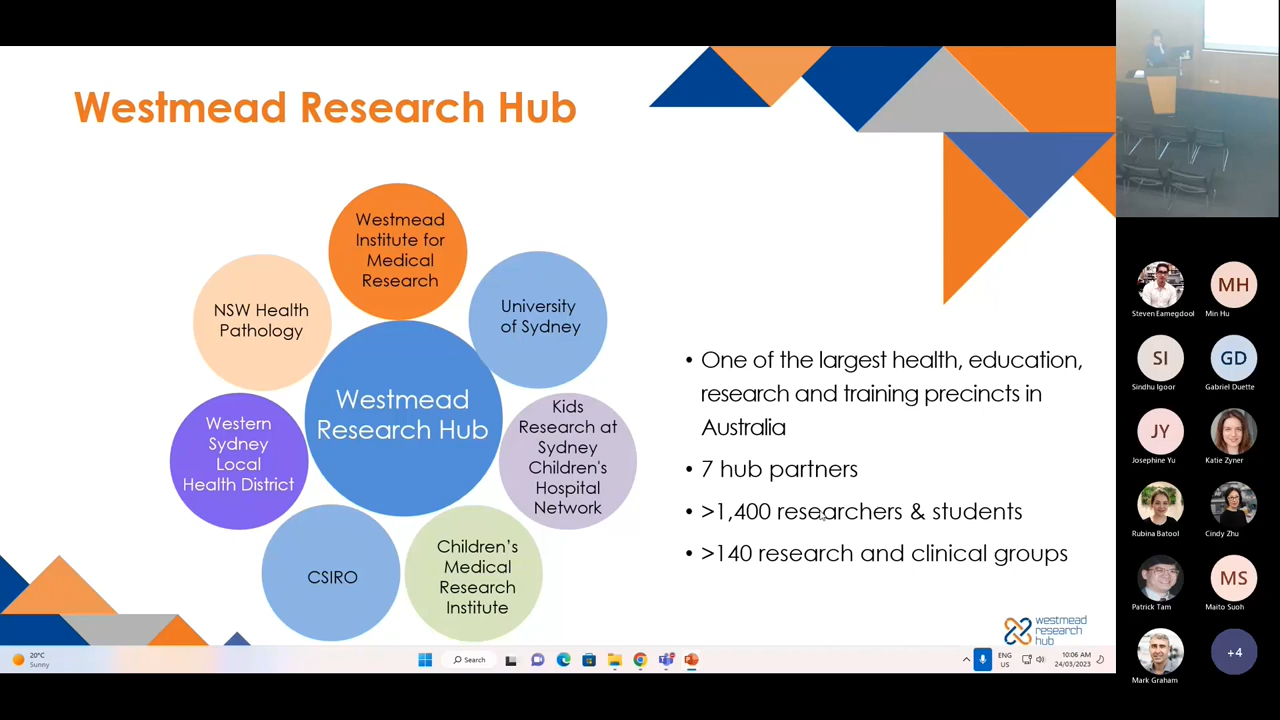 Westmead Research Hub
Westmead
Institute for
Medical
Research
NSW Health
Pathology
University
of Sydney
Westmead
Research Hub
Western
Sydney
Local
Health District
Kids
Research at
Sydney
Children's
Hospital
Network
CSIRO
Children’s
Medical
Research
Institute
• One of the largest health, education,
research and training precincts in
Australia
• 7 hub partners
• >1,400 researchers & students
• >140 research and clinical groups
westmead
research
hub
20°C
Sunny
Search
ENG
US
10:06 AM
24/03/2023
Steven Eamegdool
MH
Min Hu
SI
Sindhu Igoor
GD
Gabriel Duette
JY
Josephine Yu
Katie Zyner
Rubina Batool
Cindy Zhu
Patrick Tam
MS
Maito Suoh
Mark Graham
+4